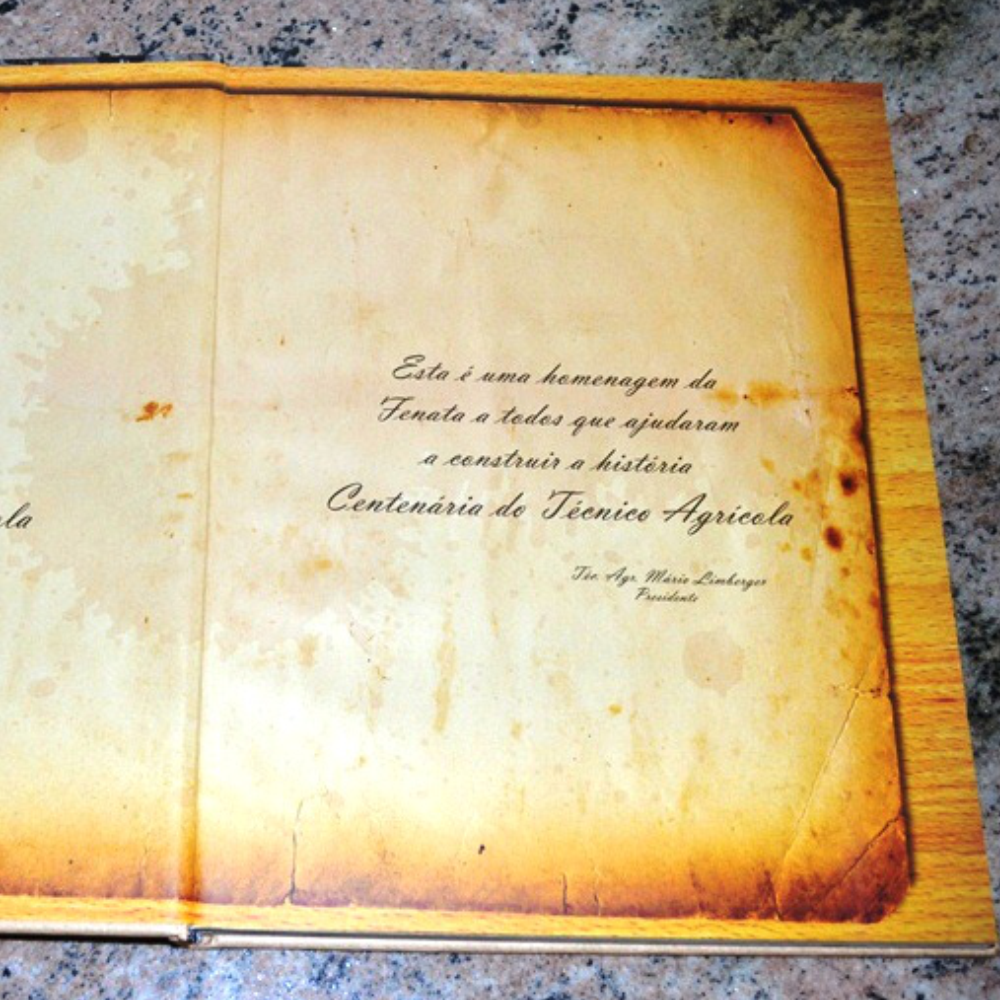 ola
Esta é uma homenagem da
Fenata a todos que ajudaram
a construir a história
Centenária do Técnico Agrícola
Téc. Agr. Mário Limberger
Presidente